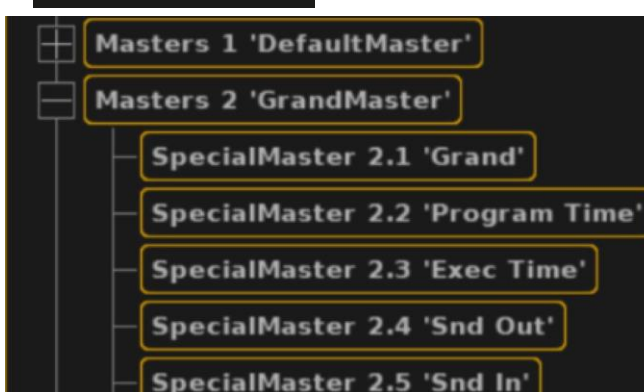 Masters 1 'DefaultMaster'
Masters 2 'GrandMaster'
SpecialMaster 2.1 'Grand'
SpecialMaster 2.2 'Program Time'
SpecialMaster 2.3 'Exec Time'
SpecialMaster 2.4 'Snd Out'
SpecialMaster 2.5 'Snd In'